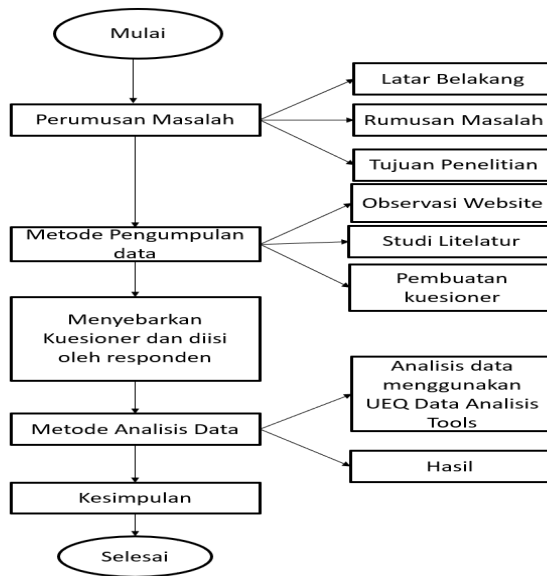 Mulai
Perumusan Masalah
Latar Belakang
Rumusan Masalah
Tujuan Penelitian
Metode Pengumpulan
data
Observasi Website
Studi Litelatur
Pembuatan
kuesioner
Menyebarkan
Kuesioner dan diisi
oleh responden
Metode Analisis Data
Analisis data
menggunakan
UEQ Data Analisis
Tools
Hasil
Kesimpulan
Selesai